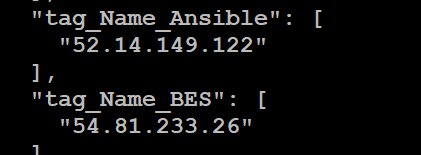 ],
"tag_Name_Ansible": [
"52.14.149.122"
],
"tag_Name_BES": [
"54.81.233.26"
]